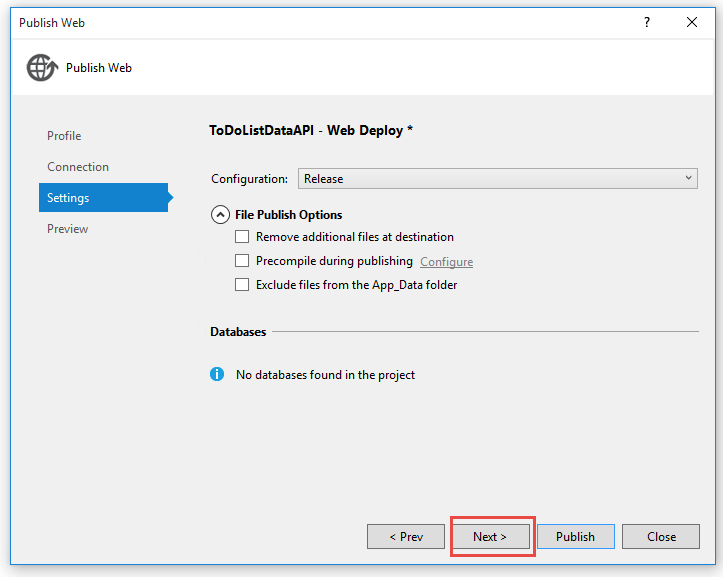 Publish Web
?
Publish Web
Profile
Connection
Settings
Preview
ToDoListDataAPI - Web Deploy *
Configuration: Release
File Publish Options
Remove additional files at destination
Precompile during publishing Configure
Exclude files from the App_Data folder
Databases
No databases found in the project
< Prev Next > Publish Close